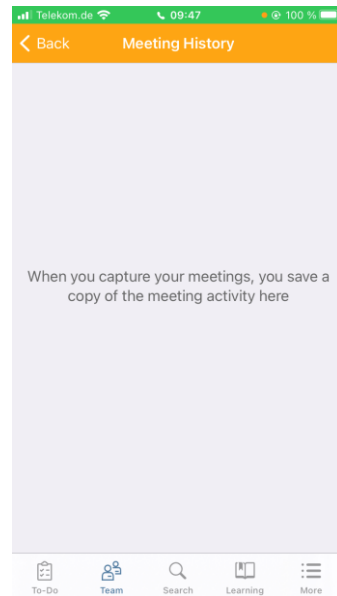 Telekom.de 09:47 100 %
Back Meeting History
When you capture your meetings, you save a
copy of the meeting activity here
To-Do Team Search Learning More